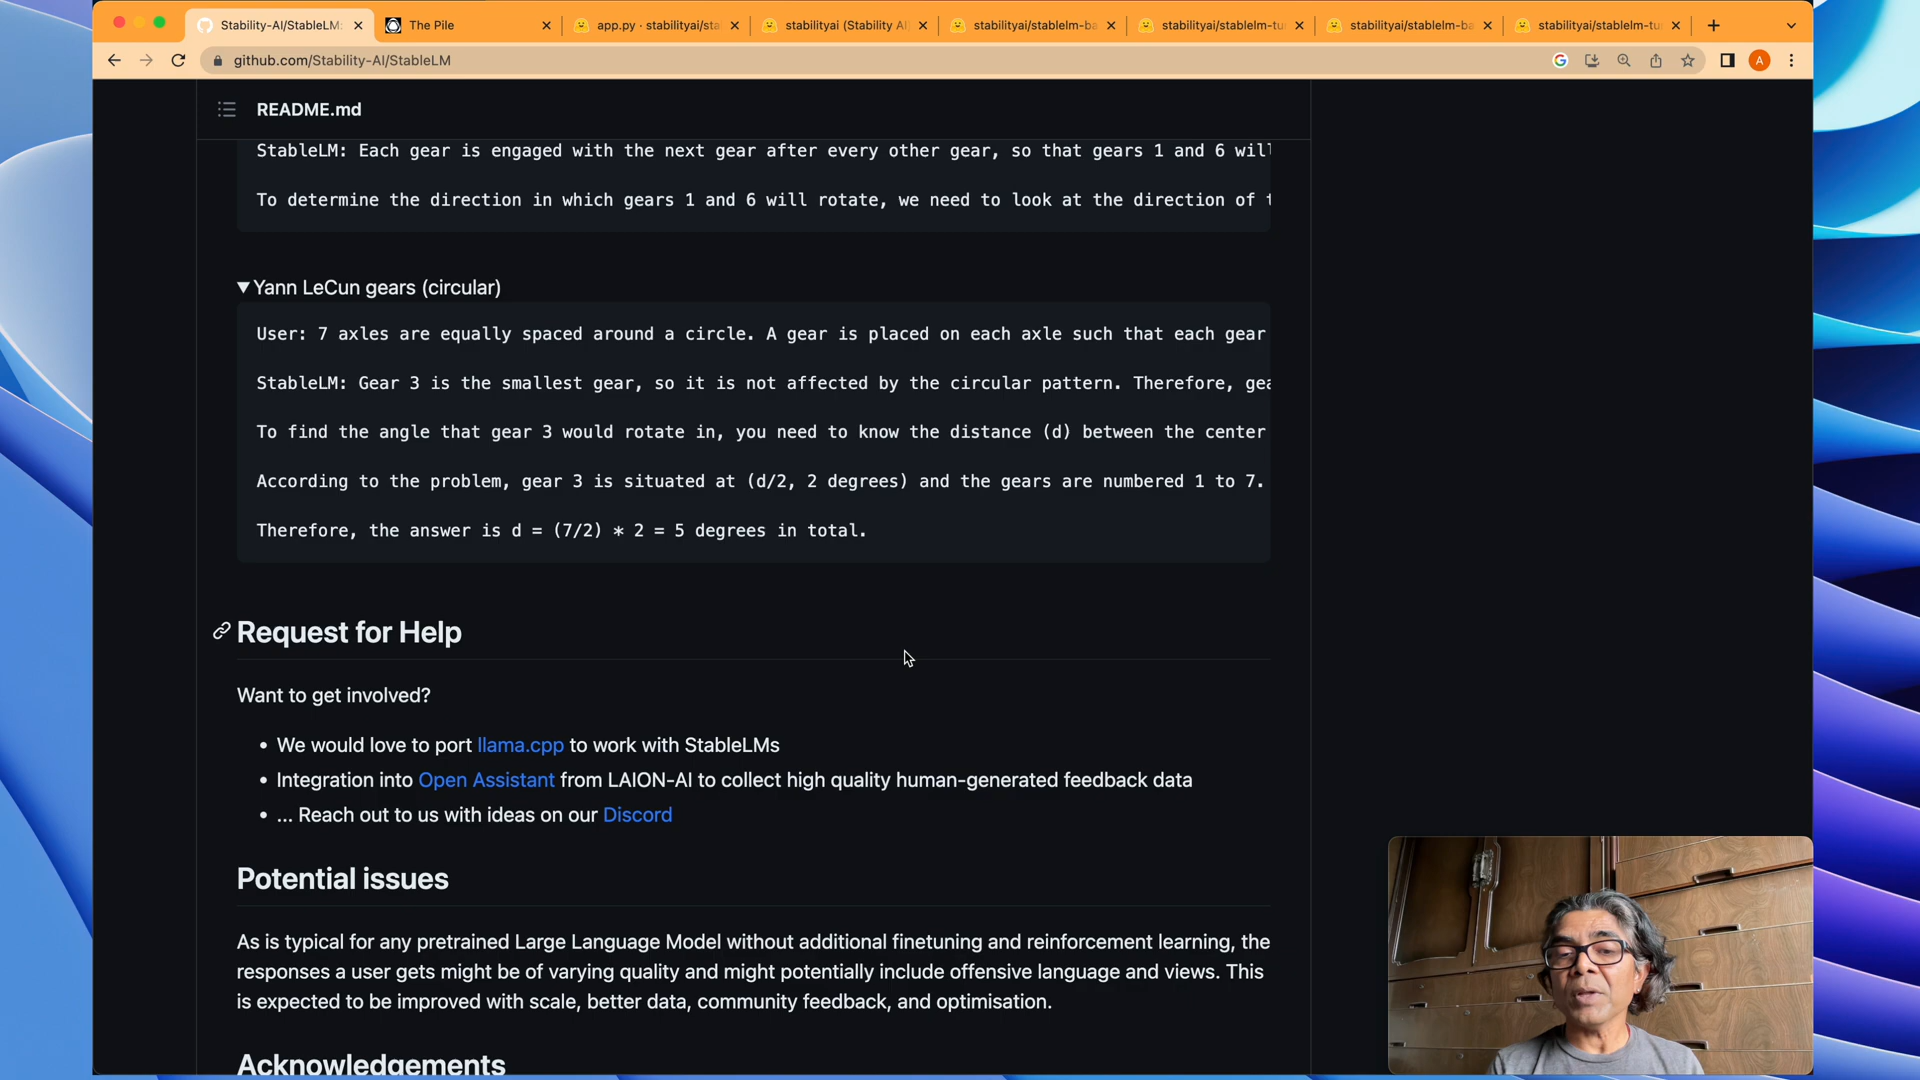 Stability-AI/StableLM:
The Pile
app.py · stabilityai/sta
stabilityai (Stability AI)
stabilityai/stablelm-ba
stabilityai/stablelm-tu
stabilityai/stablelm-ba
stabilityai/stablelm-tu
github.com/Stability-AI/StableLM
A
README.md
StableLM: Each gear is engaged with the next gear after every other gear, so that gears 1 and 6 will
To determine the direction in which gears 1 and 6 will rotate, we need to look at the direction of t
Yann LeCun gears (circular)
User: 7 axles are equally spaced around a circle. A gear is placed on each axle such that each gear
StableLM: Gear 3 is the smallest gear, so it is not affected by the circular pattern. Therefore, gea
To find the angle that gear 3 would rotate in, you need to know the distance (d) between the center
According to the problem, gear 3 is situated at (d/2, 2 degrees) and the gears are numbered 1 to 7.
Therefore, the answer is d = (7/2) * 2 = 5 degrees in total.
Request for Help
Want to get involved?
• We would love to port llama.cpp to work with StableLMs
• Integration into Open Assistant from LAION-AI to collect high quality human-generated feedback data
• ... Reach out to us with ideas on our Discord
Potential issues
As is typical for any pretrained Large Language Model without additional finetuning and reinforcement learning, the
responses a user gets might be of varying quality and might potentially include offensive language and views. This
is expected to be improved with scale, better data, community feedback, and optimisation.
Acknowledgements